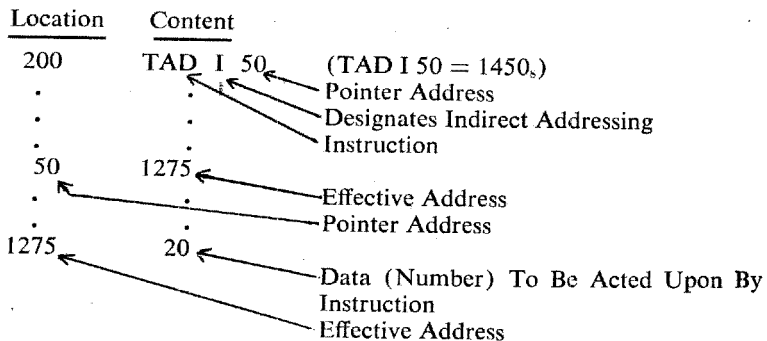 Location Content
200 TAD I 50 (TAD I 50 = 1450₈)
Pointer Address
Designates Indirect Addressing
Instruction
50 1275
Effective Address
Pointer Address
1275 20
Data (Number) To Be Acted Upon By
Instruction
Effective Address